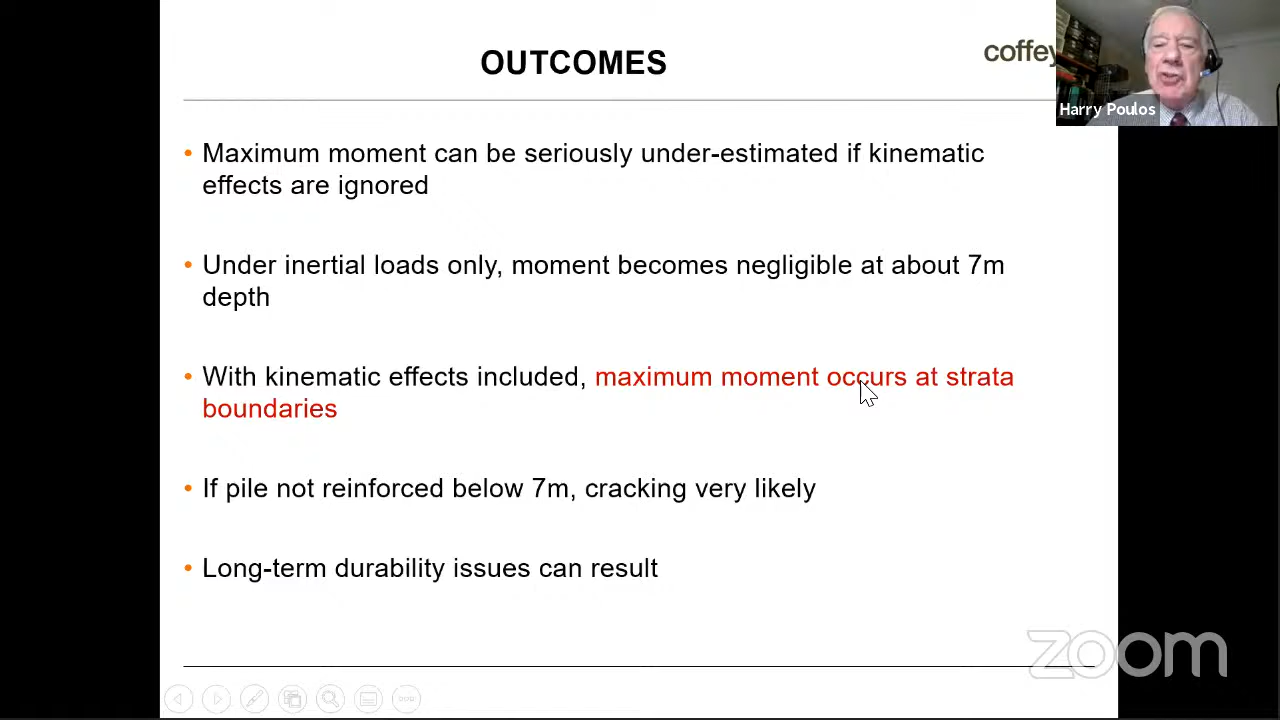 OUTCOMES
coffey
Harry Poulos
• Maximum moment can be seriously under-estimated if kinematic
effects are ignored
• Under inertial loads only, moment becomes negligible at about 7m
depth
• With kinematic effects included, maximum moment occurs at strata
boundaries
• If pile not reinforced below 7m, cracking very likely
• Long-term durability issues can result
zoom